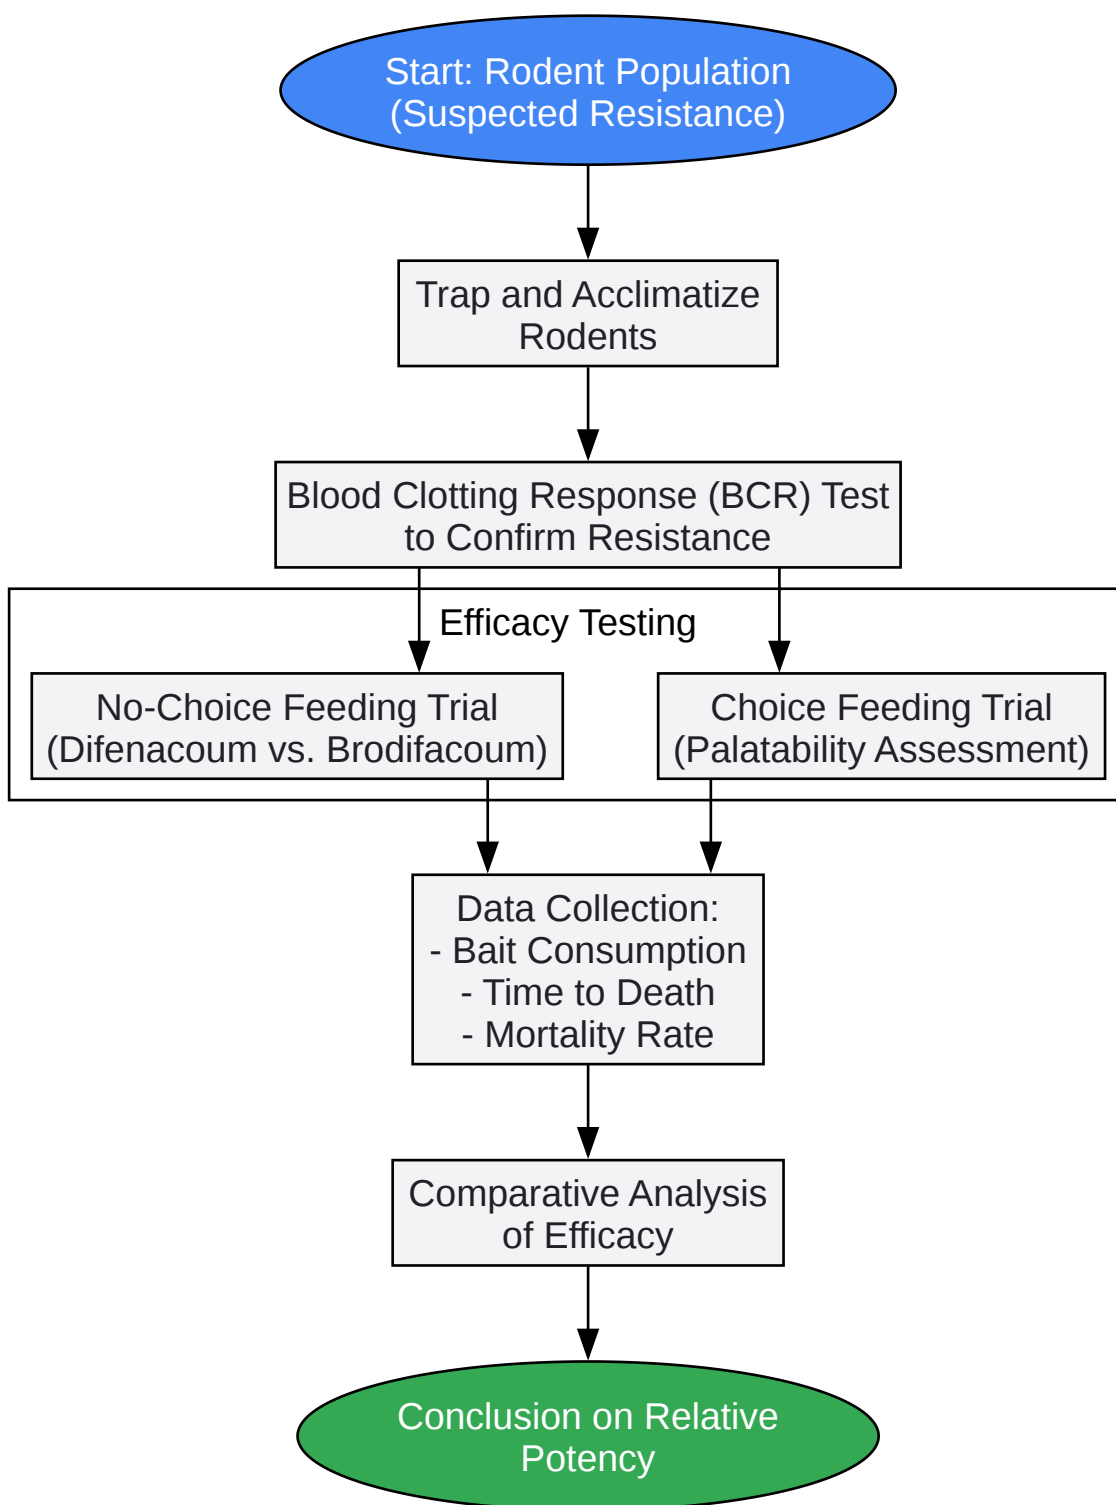 Start: Rodent Population
(Suspected Resistance)
Trap and Acclimatize
Rodents
Blood Clotting Response (BCR) Test
to Confirm Resistance
Efficacy Testing
No-Choice Feeding Trial
(Difenacoum vs. Brodifacoum)
Choice Feeding Trial
(Palatability Assessment)
Data Collection:
- Bait Consumption
- Time to Death
- Mortality Rate
Comparative Analysis
of Efficacy
Conclusion on Relative
Potency